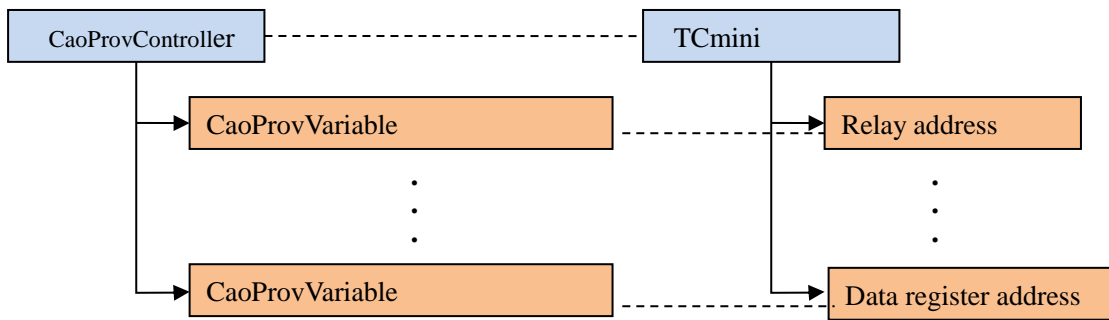 CaoProvController
TCmini
CaoProvVariable
Relay address
CaoProvVariable
Data register address